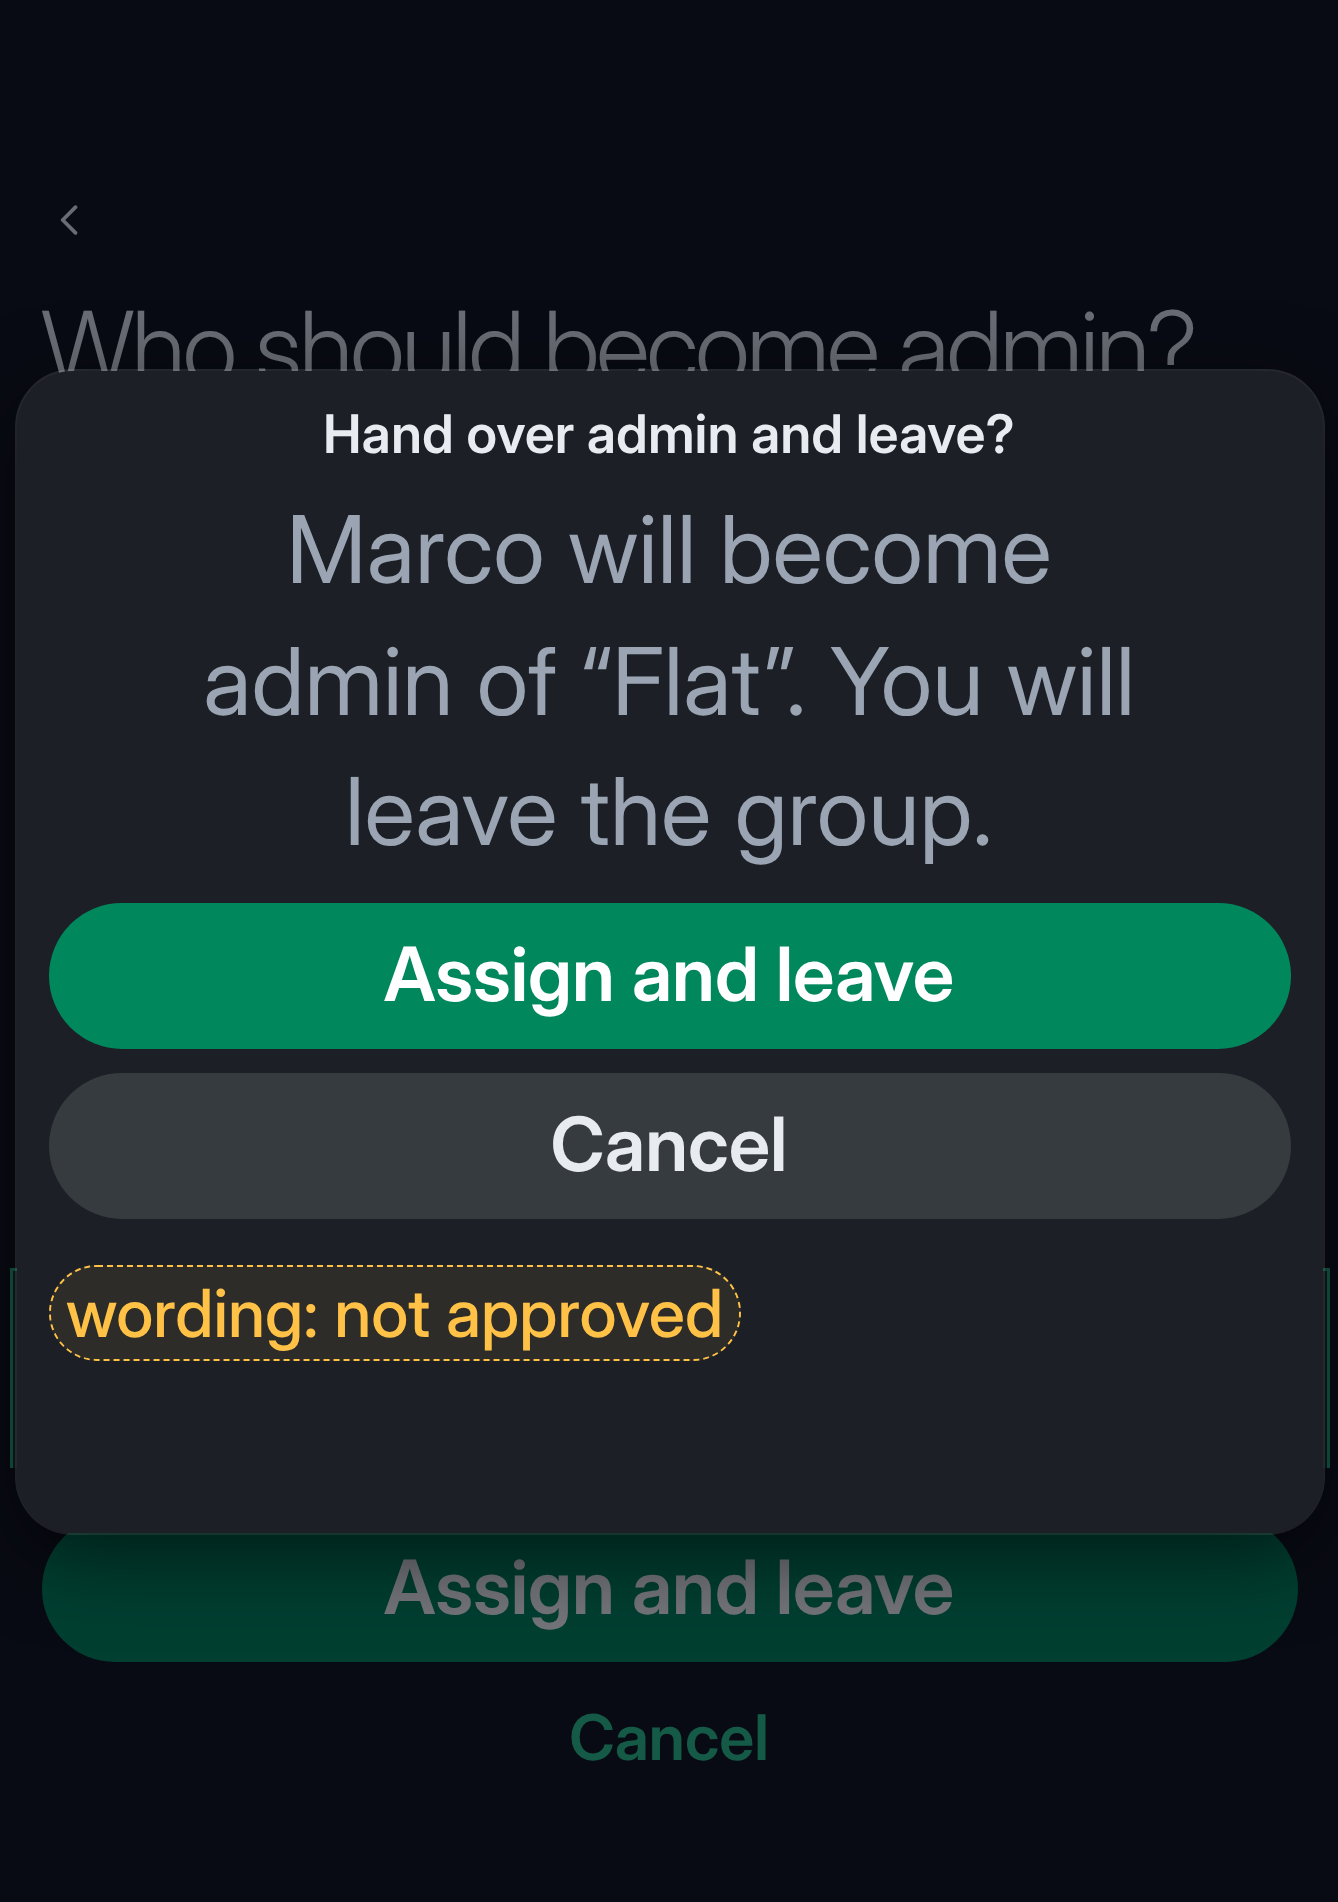 Who should become admin?
Hand over admin and leave?
Marco will become
admin of “Flat”. You will
leave the group.
Assign and leave
Cancel
wording: not approved
Assign and leave
Cancel